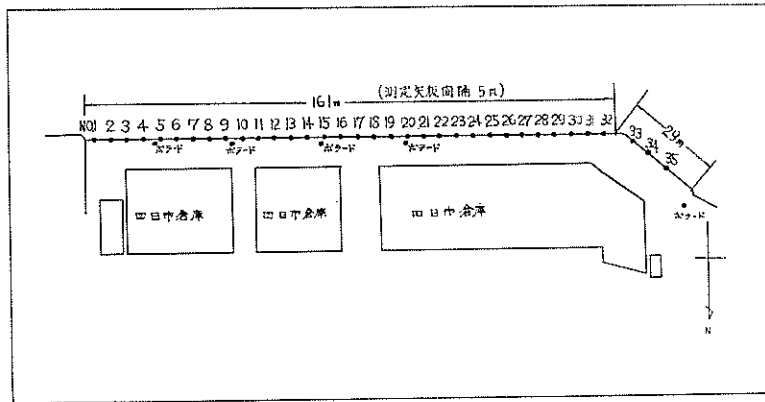 (測定矢板間隔 5m)
161m
29m
NO.1 2 3 4 5 6 7 8 9 10 11 12 13 14 15 16 17 18 19 20 21 22 23 24 25 26 27 28 29 30 31 32
33
34
35
ボラード ボラード ボラード ボラード
ボラード
四日市倉庫 四日市倉庫 四日市倉庫
N